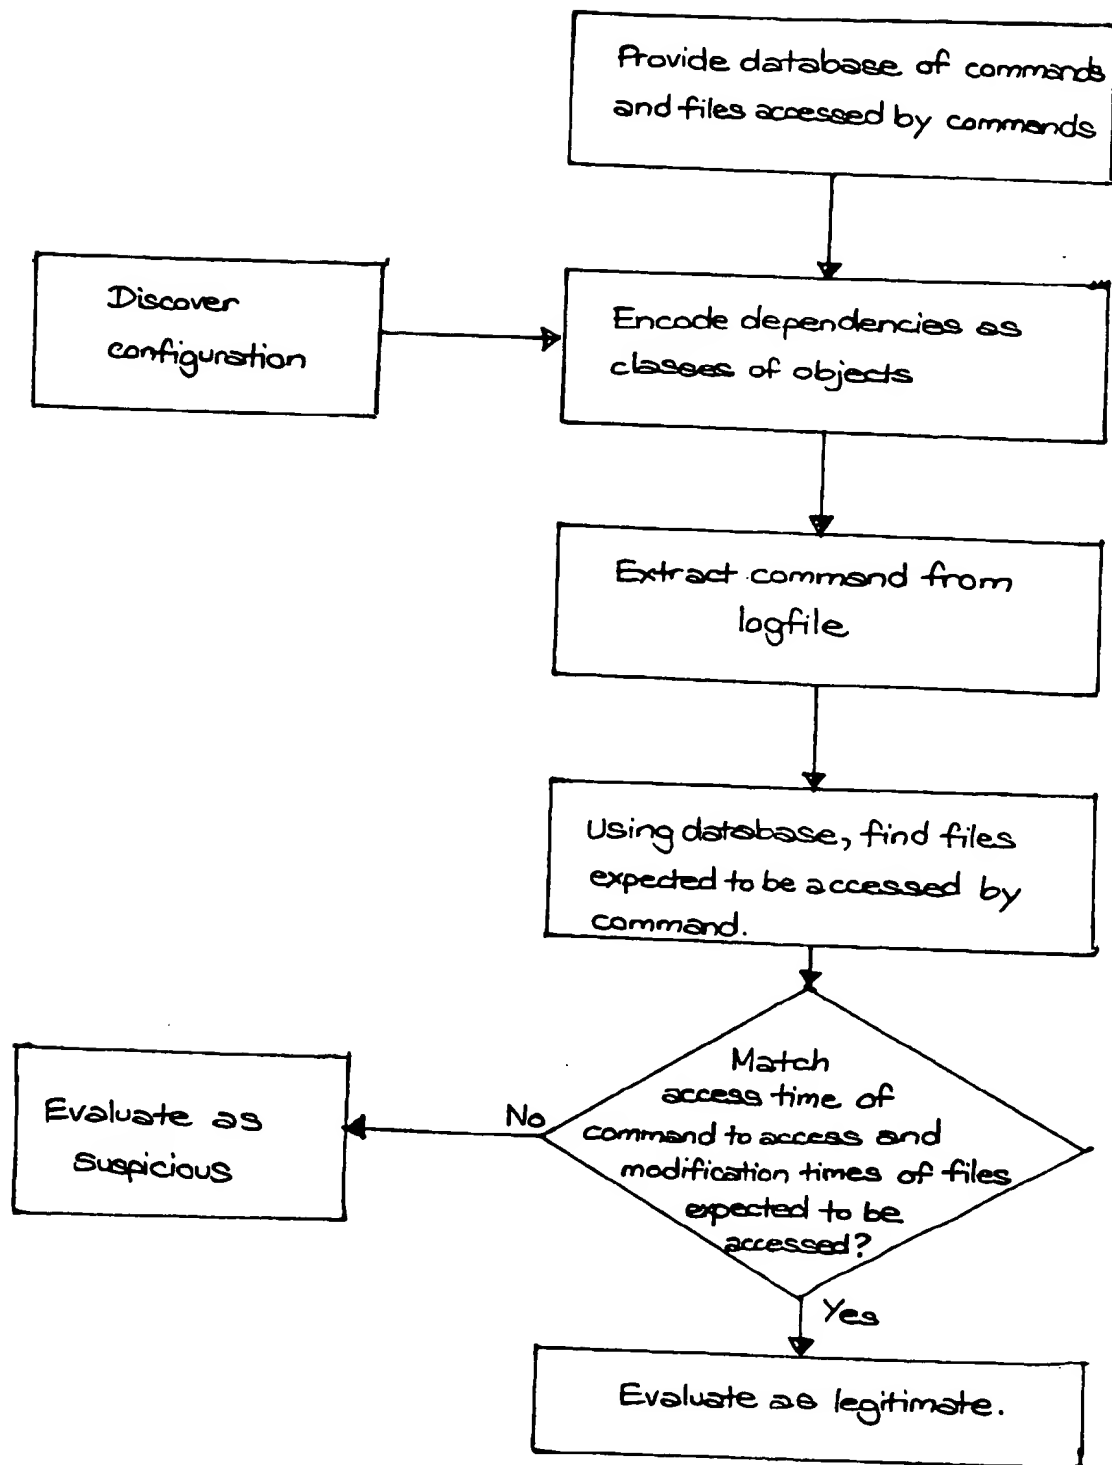 Provide database of commands
and files accessed by commands
Discover
configuration
Encode dependencies as
classes of objects
Extract command from
logfile
Using database, find files
expected to be accessed by
command.
Match
access time of
command to access and
modification times of files
expected to be
accessed?
No
Evaluate as
suspicious
Yes
Evaluate as legitimate.